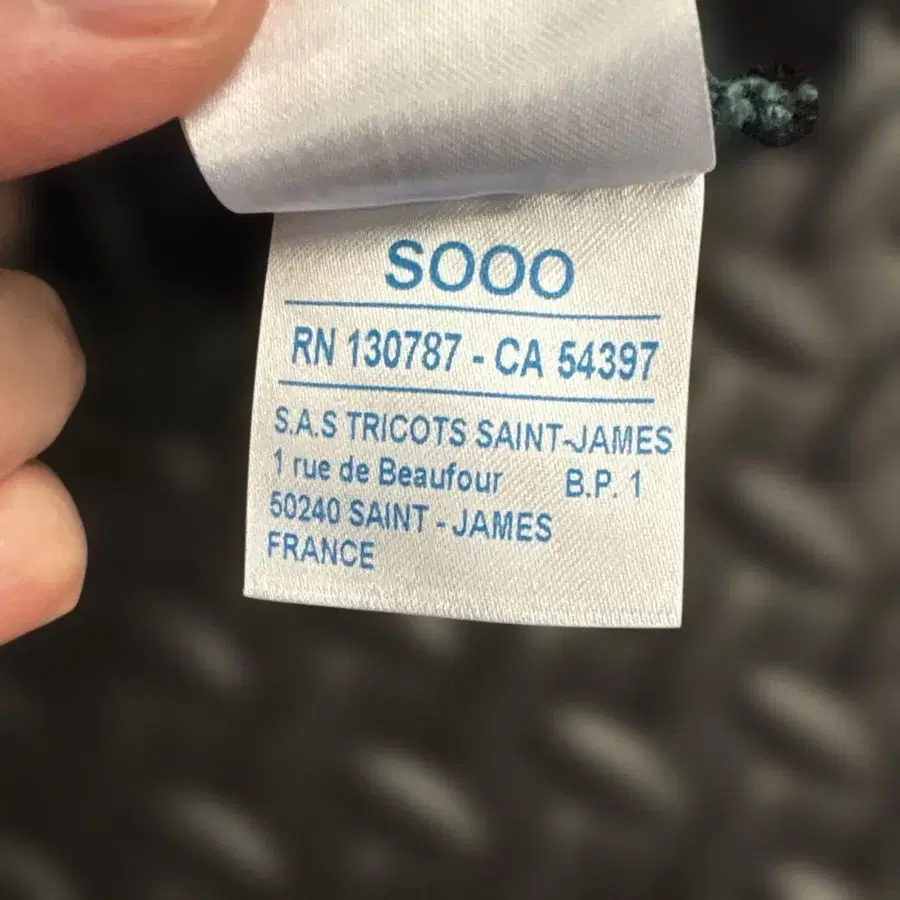 SOOO
RN 130787 - CA 54397
S.A.S TRICOTS SAINT-JAMES
1 rue de Beaufour B.P. 1
50240 SAINT - JAMES
FRANCE